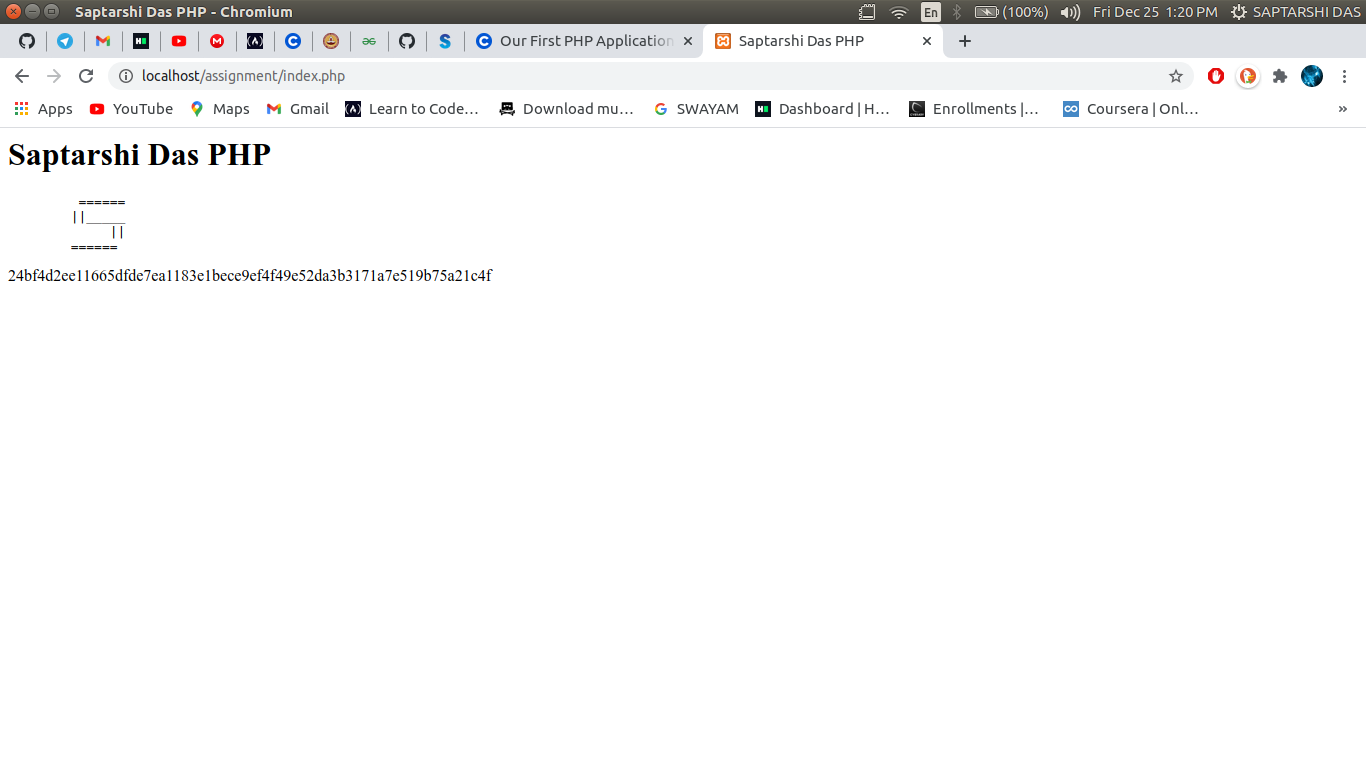 Saptarshi Das PHP - Chromium
En (100%) Fri Dec 25 1:20 PM SAPTARSHI DAS
Our First PHP Application
Saptarshi Das PHP
localhost/assignment/index.php
Apps YouTube Maps Gmail Learn to Code… Download mu… SWAYAM Dashboard | H… Enrollments |… Coursera | Onl… »
Saptarshi Das PHP
 ======
||_____
     ||
======
24bf4d2ee11665dfde7ea1183e1bece9ef4f49e52da3b3171a7e519b75a21c4f